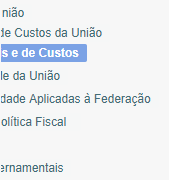 nião
de Custos da União
s e de Custos
le da União
dade Aplicadas à Federação
olítica Fiscal
ernamentais